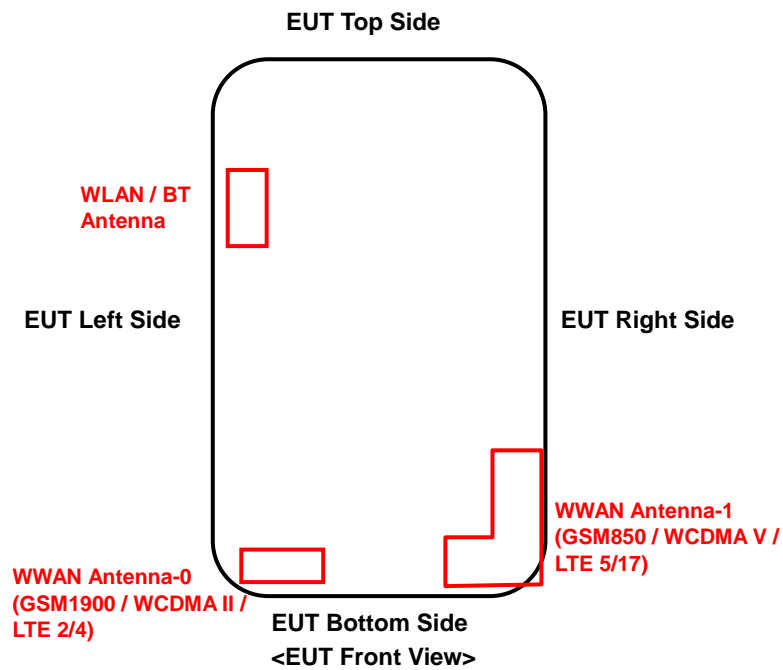 EUT Top Side
WLAN / BT
Antenna
EUT Left Side
EUT Right Side
WWAN Antenna-1
(GSM850 / WCDMA V /
LTE 5/17)
WWAN Antenna-0
(GSM1900 / WCDMA II /
LTE 2/4)
EUT Bottom Side
<EUT Front View>